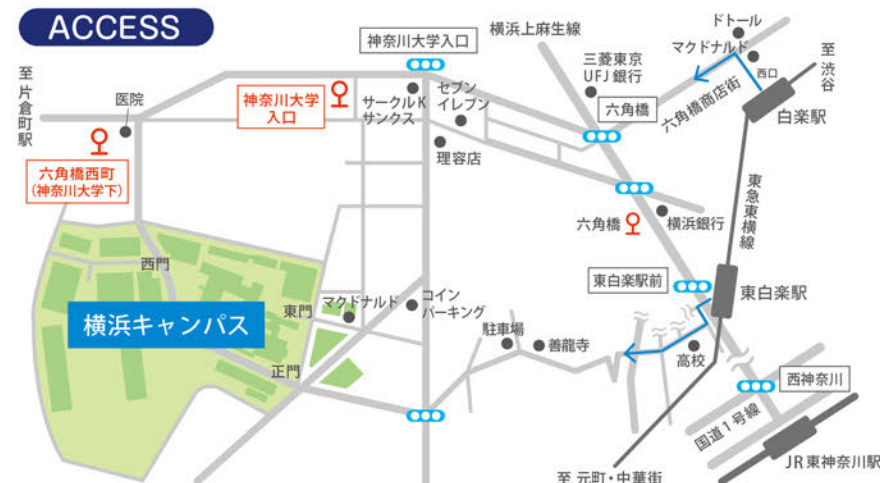 ACCESS
至片倉町駅
医院
神奈川大学
入口
神奈川大学入口
サークルK
サンクス
セブン
イレブン
理容店
横浜上麻生線
三菱東京
UFJ銀行
六角橋
ドトール
マクドナルド
西口
至渋谷
白楽駅
六角橋商店街
六角橋西町
(神奈川大学下)
六角橋
横浜銀行
東急東横線
西門
横浜キャンパス
東門
マクドナルド
コイン
パーキング
正門
駐車場
善龍寺
東白楽駅前
東白楽駅
高校
西神奈川
国道1号線
至 元町・中華街
JR東神奈川駅